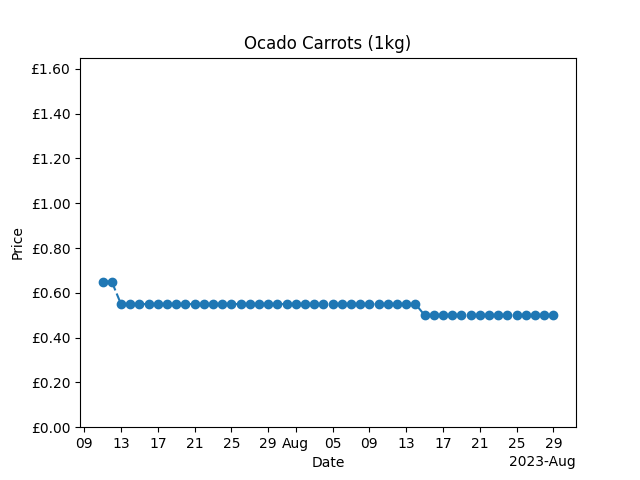 Ocado Carrots (1kg)
£1.60
£1.40
£1.20
£1.00
£0.80
£0.60
£0.40
£0.20
£0.00
Price
09 13 17 21 25 29 Aug 05 09 13 17 21 25 29
Date
2023-Aug